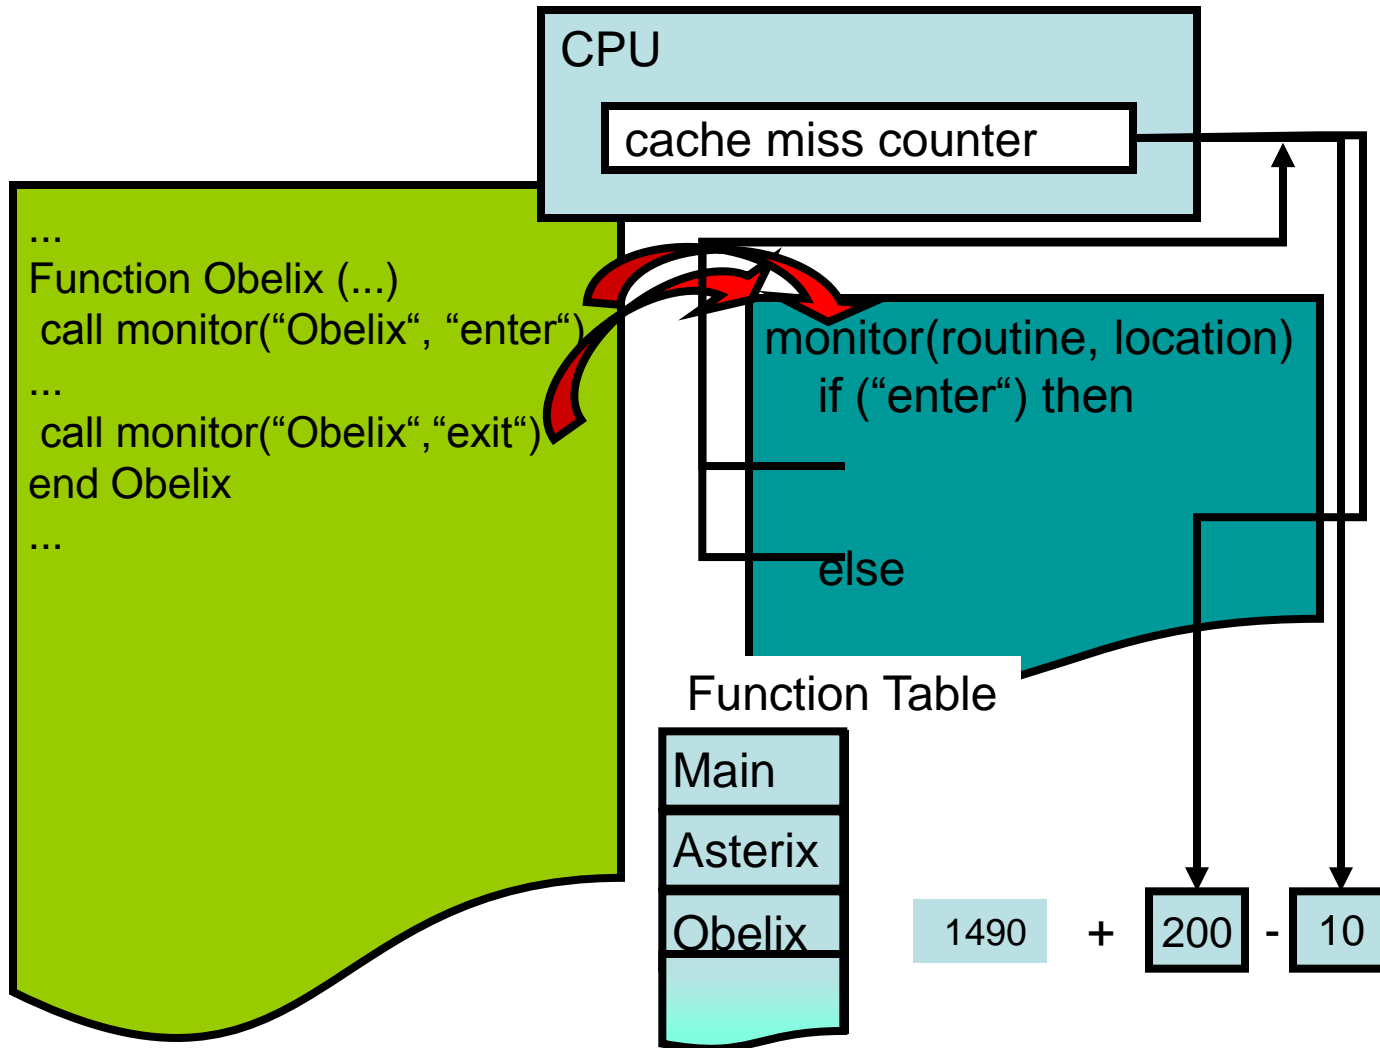 CPU
cache miss counter
...
Function Obelix (...)
call monitor(“Obelix“, “enter“)
...
call monitor(“Obelix“,“exit“)
end Obelix
...
monitor(routine, location)
if (“enter“) then
else
Function Table
Main
Asterix
Obelix
1490 + 200 - 10